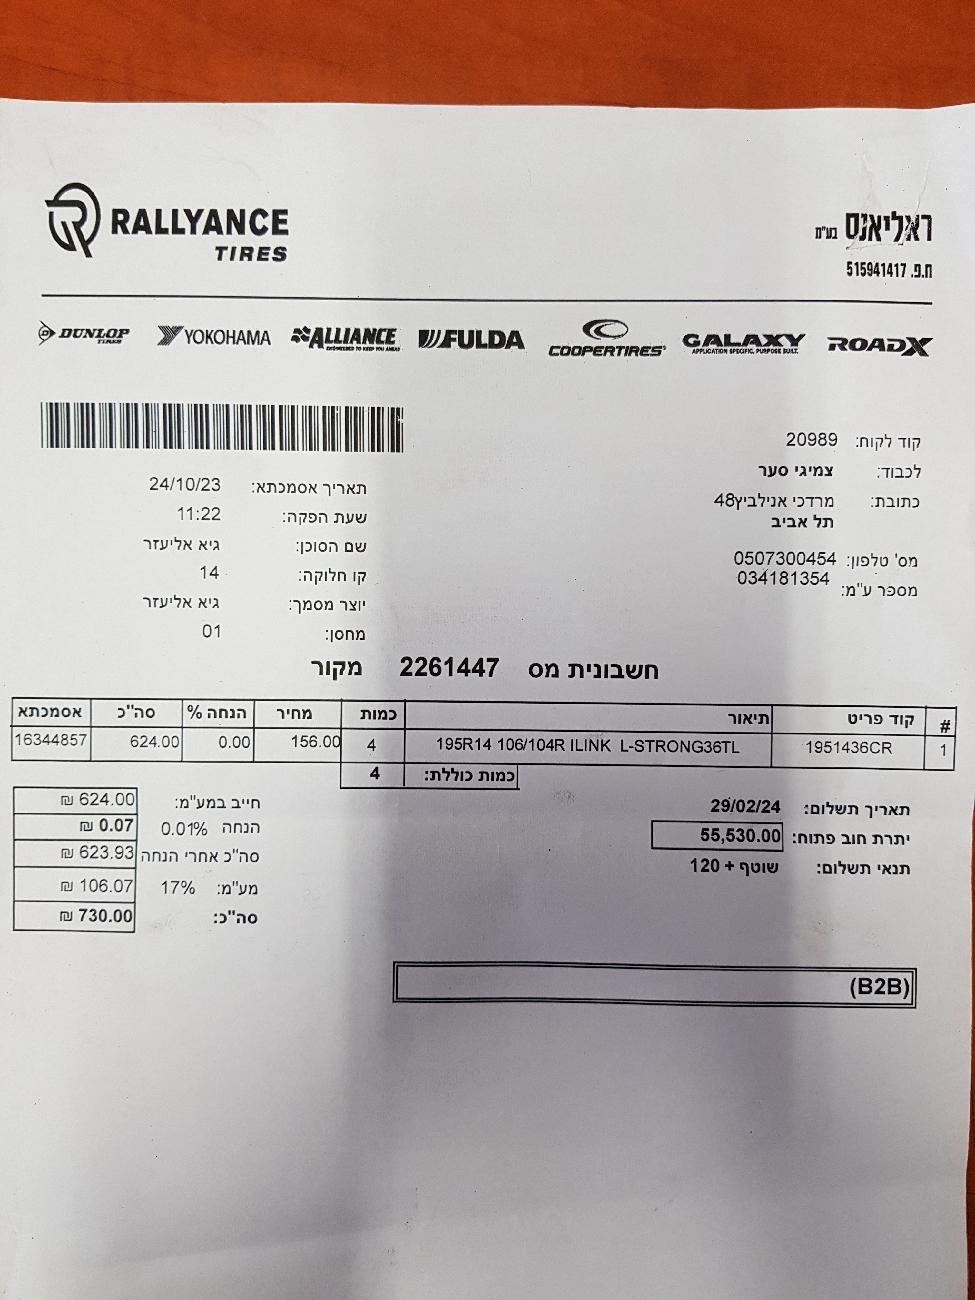 RALLYANCE
TIRES
ראליאנס בע"מ
ח.פ. 515941417
DUNLOP TIRES
YOKOHAMA
ALLIANCE
FULDA
COOPERTIRES
GALAXY
APPLICATION SPECIFIC. PURPOSE BUILT.
ROADX
קוד לקוח: 20989
לכבוד: צמיגי סער
כתובת: מרדכי אנילביץ48
תל אביב
מס' טלפון: 0507300454
מספר ע"מ: 034181354
תאריך אסמכתא: 24/10/23
שעת הפקה: 11:22
שם הסוכן: גיא אליעזר
קו חלוקה: 14
יוצר מסמך: גיא אליעזר
מחסן: 01
חשבונית מס 2261447 מקור
# קוד פריט תיאור כמות מחיר הנחה % סה"כ אסמכתא
1 1951436CR 195R14 106/104R ILINK L-STRONG36TL 4 156.00 0.00 624.00 16344857
כמות כוללת: 4
תאריך תשלום: 29/02/24
יתרת חוב פתוח: 55,530.00
תנאי תשלום: שוטף + 120
חייב במע"מ: 624.00 ₪
הנחה 0.01% 0.07 ₪
סה"כ אחרי הנחה 623.93 ₪
מע"מ: 17% 106.07 ₪
סה"כ: 730.00 ₪
(B2B)